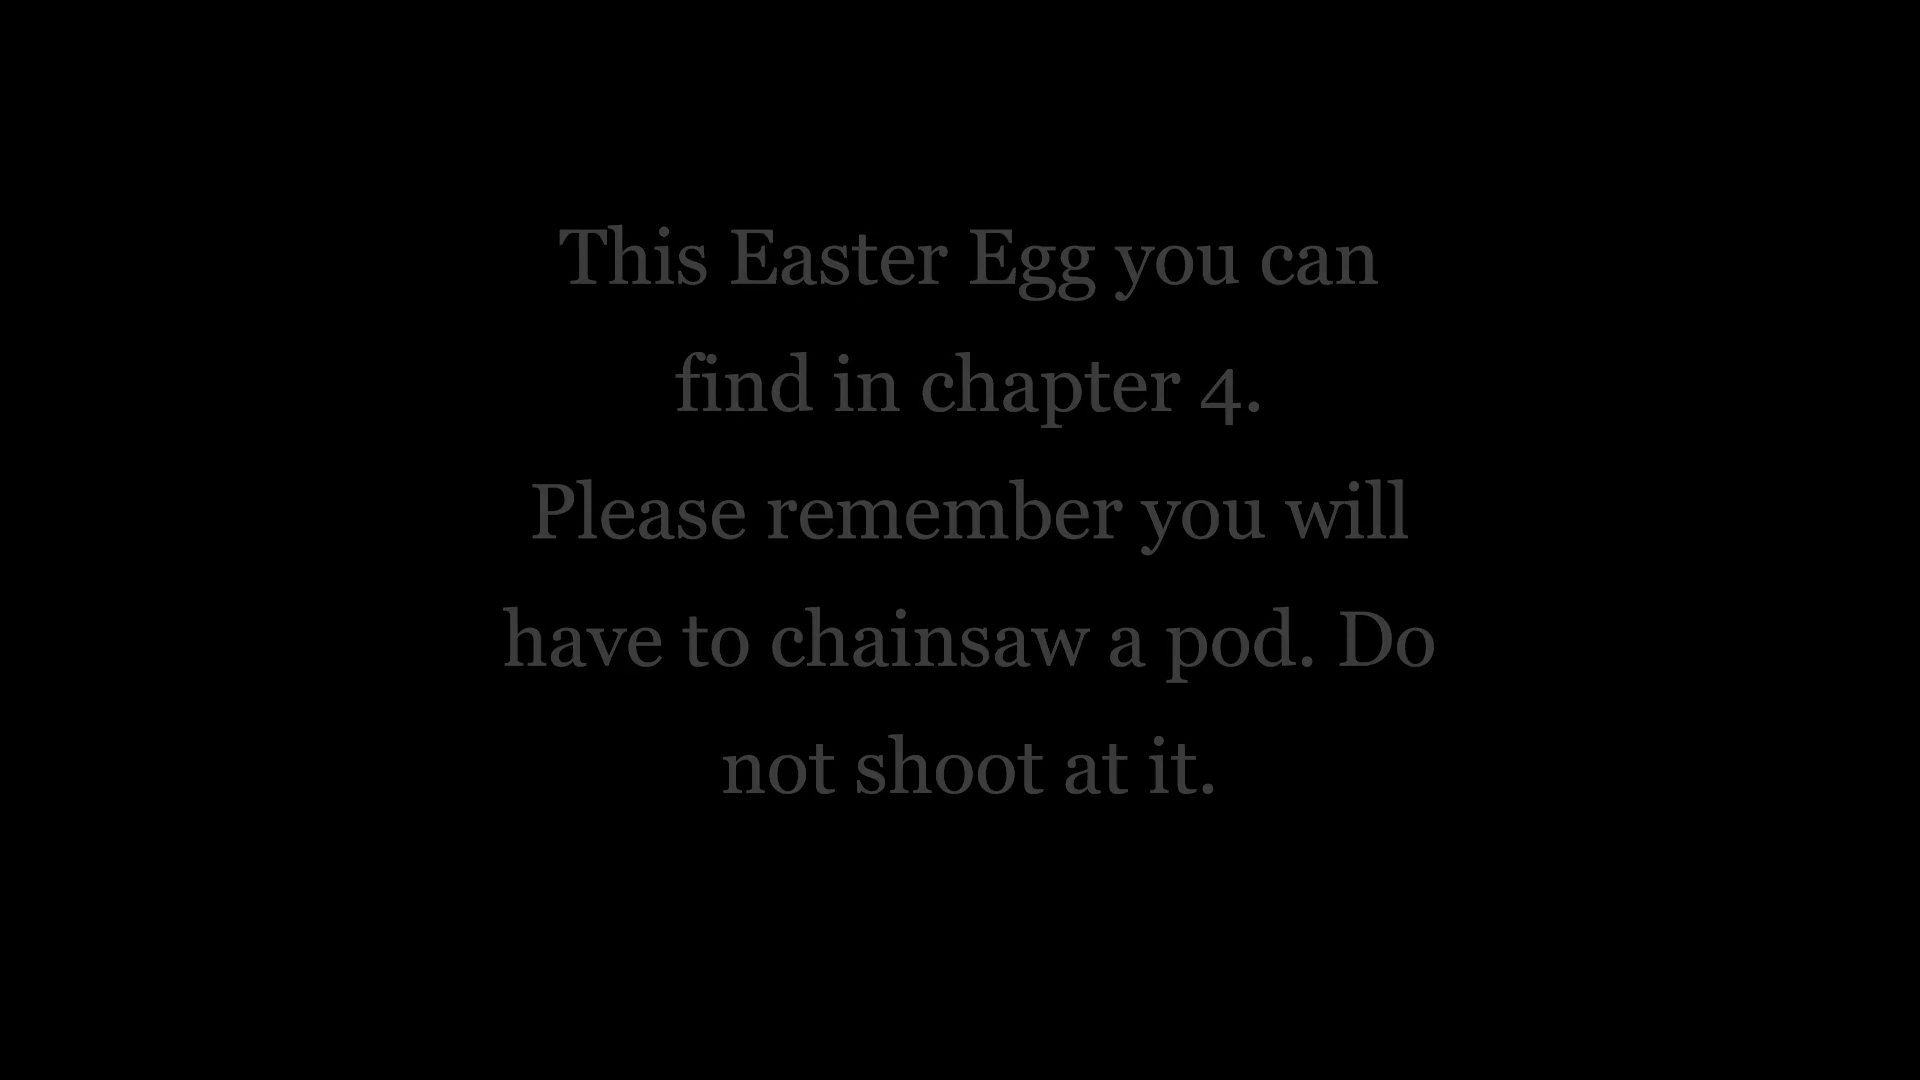 This Easter Egg you can
find in chapter 4.
Please remember you will
have to chainsaw a pod. Do
not shoot at it.